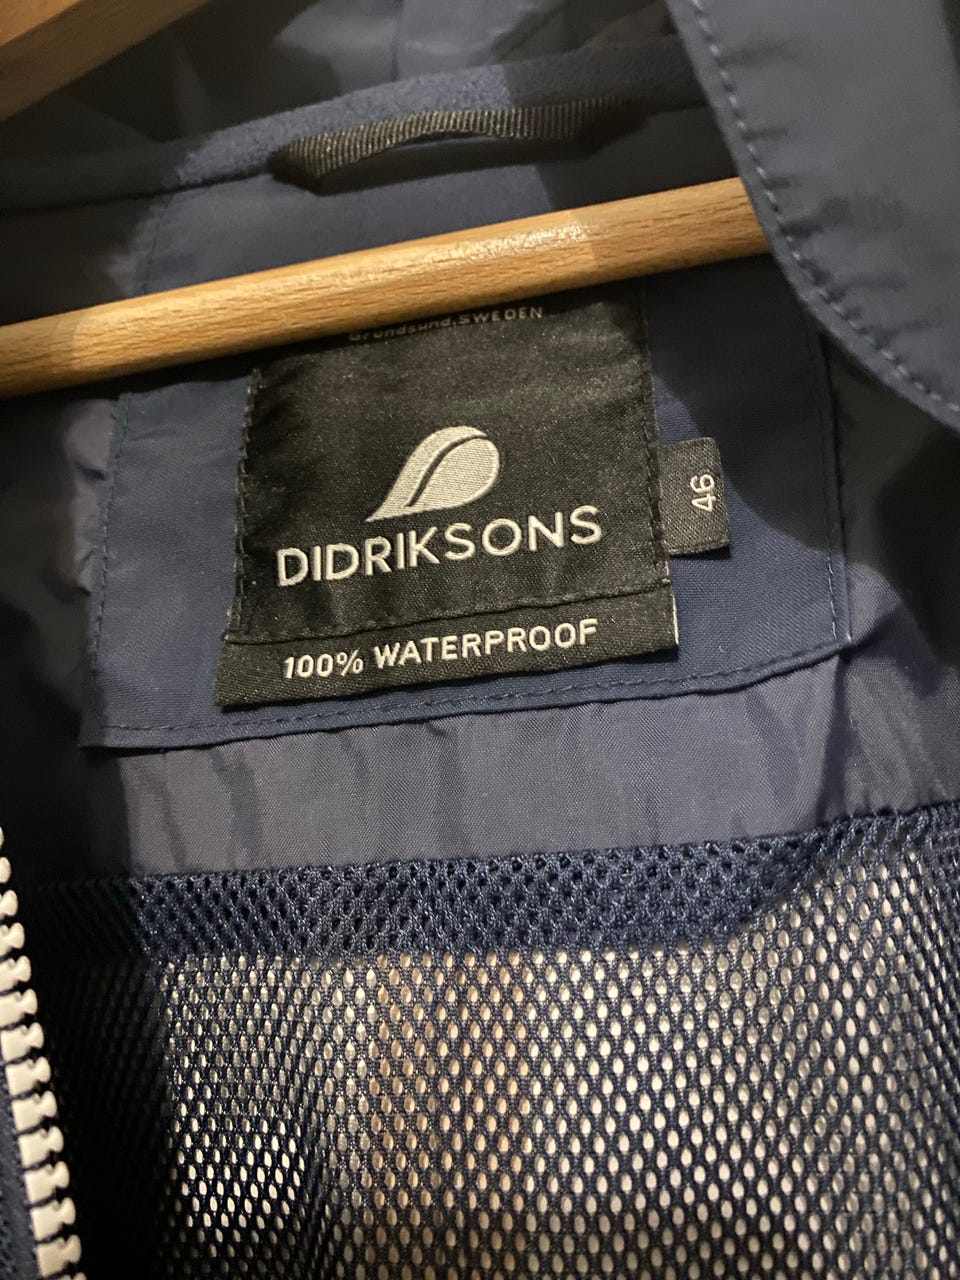 Grundsund.SWEDEN
DIDRIKSONS
46
100% WATERPROOF